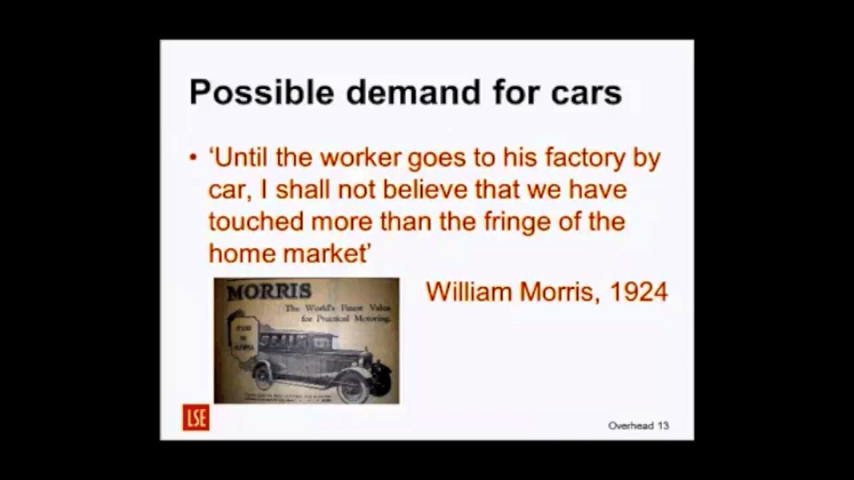 Possible demand for cars
• ‘Until the worker goes to his factory by
car, I shall not believe that we have
touched more than the fringe of the
home market’
William Morris, 1924
MORRIS
The World's Finest Value
for Practical Motoring.
LSE
Overhead 13